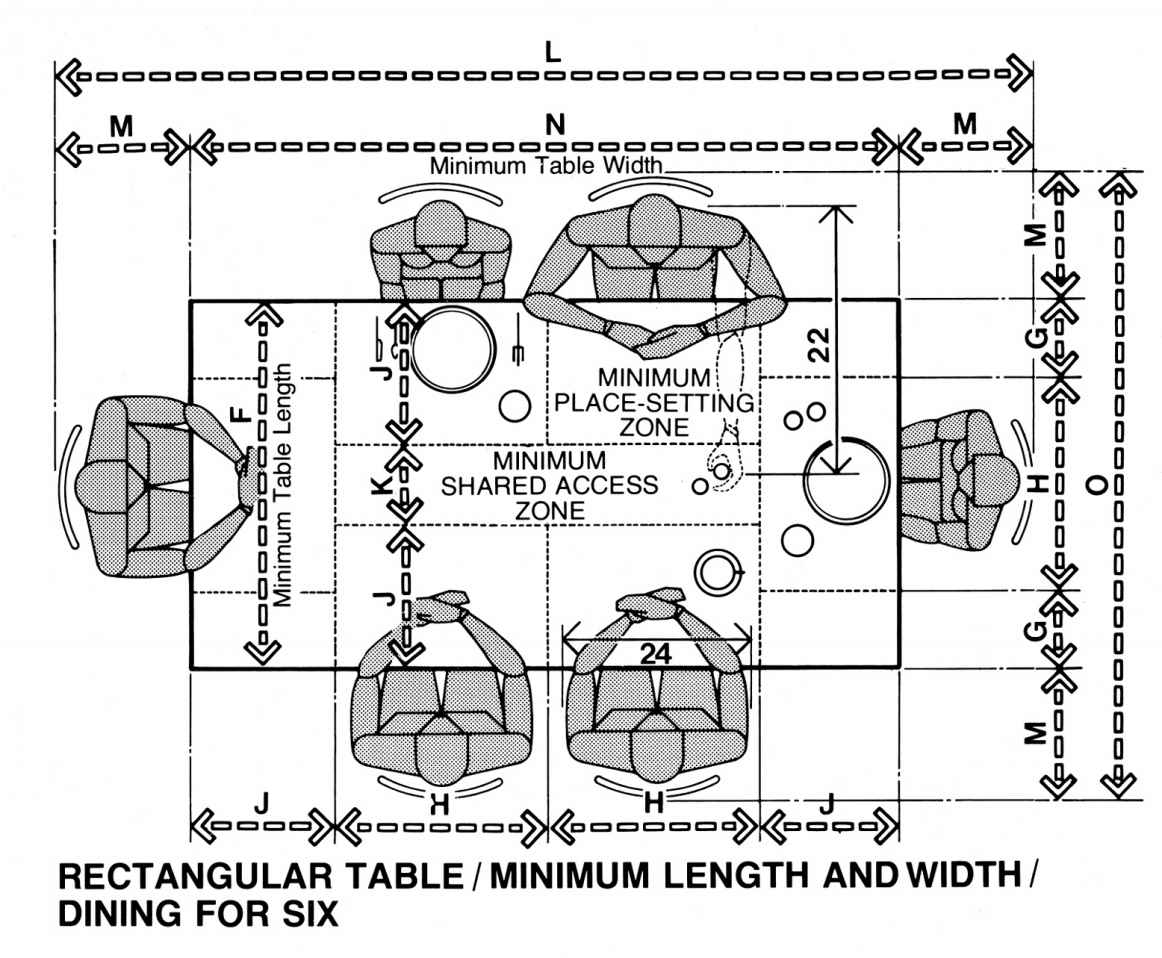 L
M
N
M
Minimum Table Width
M
22
G
J
F
Minimum Table Length
MINIMUM
PLACE-SETTING
ZONE
K
MINIMUM
SHARED ACCESS
ZONE
H
O
J
G
24
M
J
H
H
J
RECTANGULAR TABLE / MINIMUM LENGTH AND WIDTH /
DINING FOR SIX